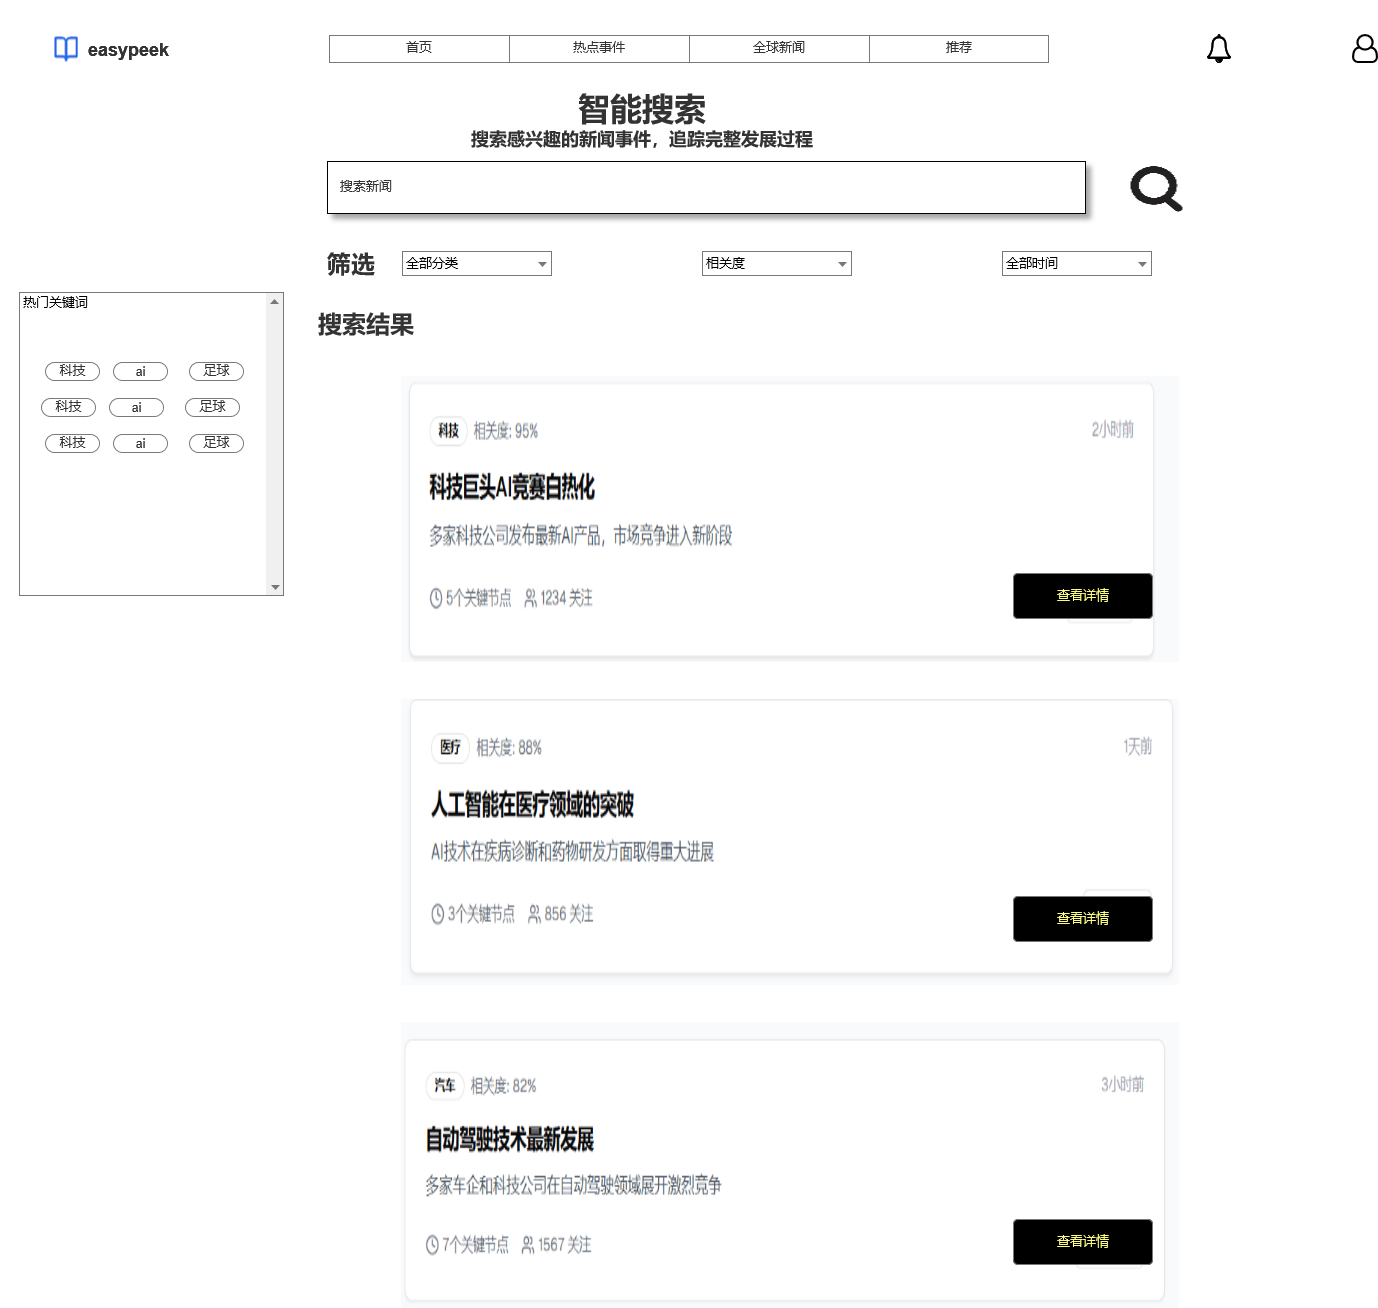 easypeek
首页 热点事件 全球新闻 推荐
智能搜索
搜索感兴趣的新闻事件，追踪完整发展过程
搜索新闻
筛选 全部分类 相关度 全部时间
热门关键词
科技 ai 足球
科技 ai 足球
科技 ai 足球
搜索结果
科技 相关度: 95% 2小时前
科技巨头AI竞赛白热化
多家科技公司发布最新AI产品，市场竞争进入新阶段
5个关键节点 1234 关注
查看详情
医疗 相关度: 88% 1天前
人工智能在医疗领域的突破
AI技术在疾病诊断和药物研发方面取得重大进展
3个关键节点 856 关注
查看详情
汽车 相关度: 82% 3小时前
自动驾驶技术最新发展
多家车企和科技公司在自动驾驶领域展开激烈竞争
7个关键节点 1567 关注
查看详情